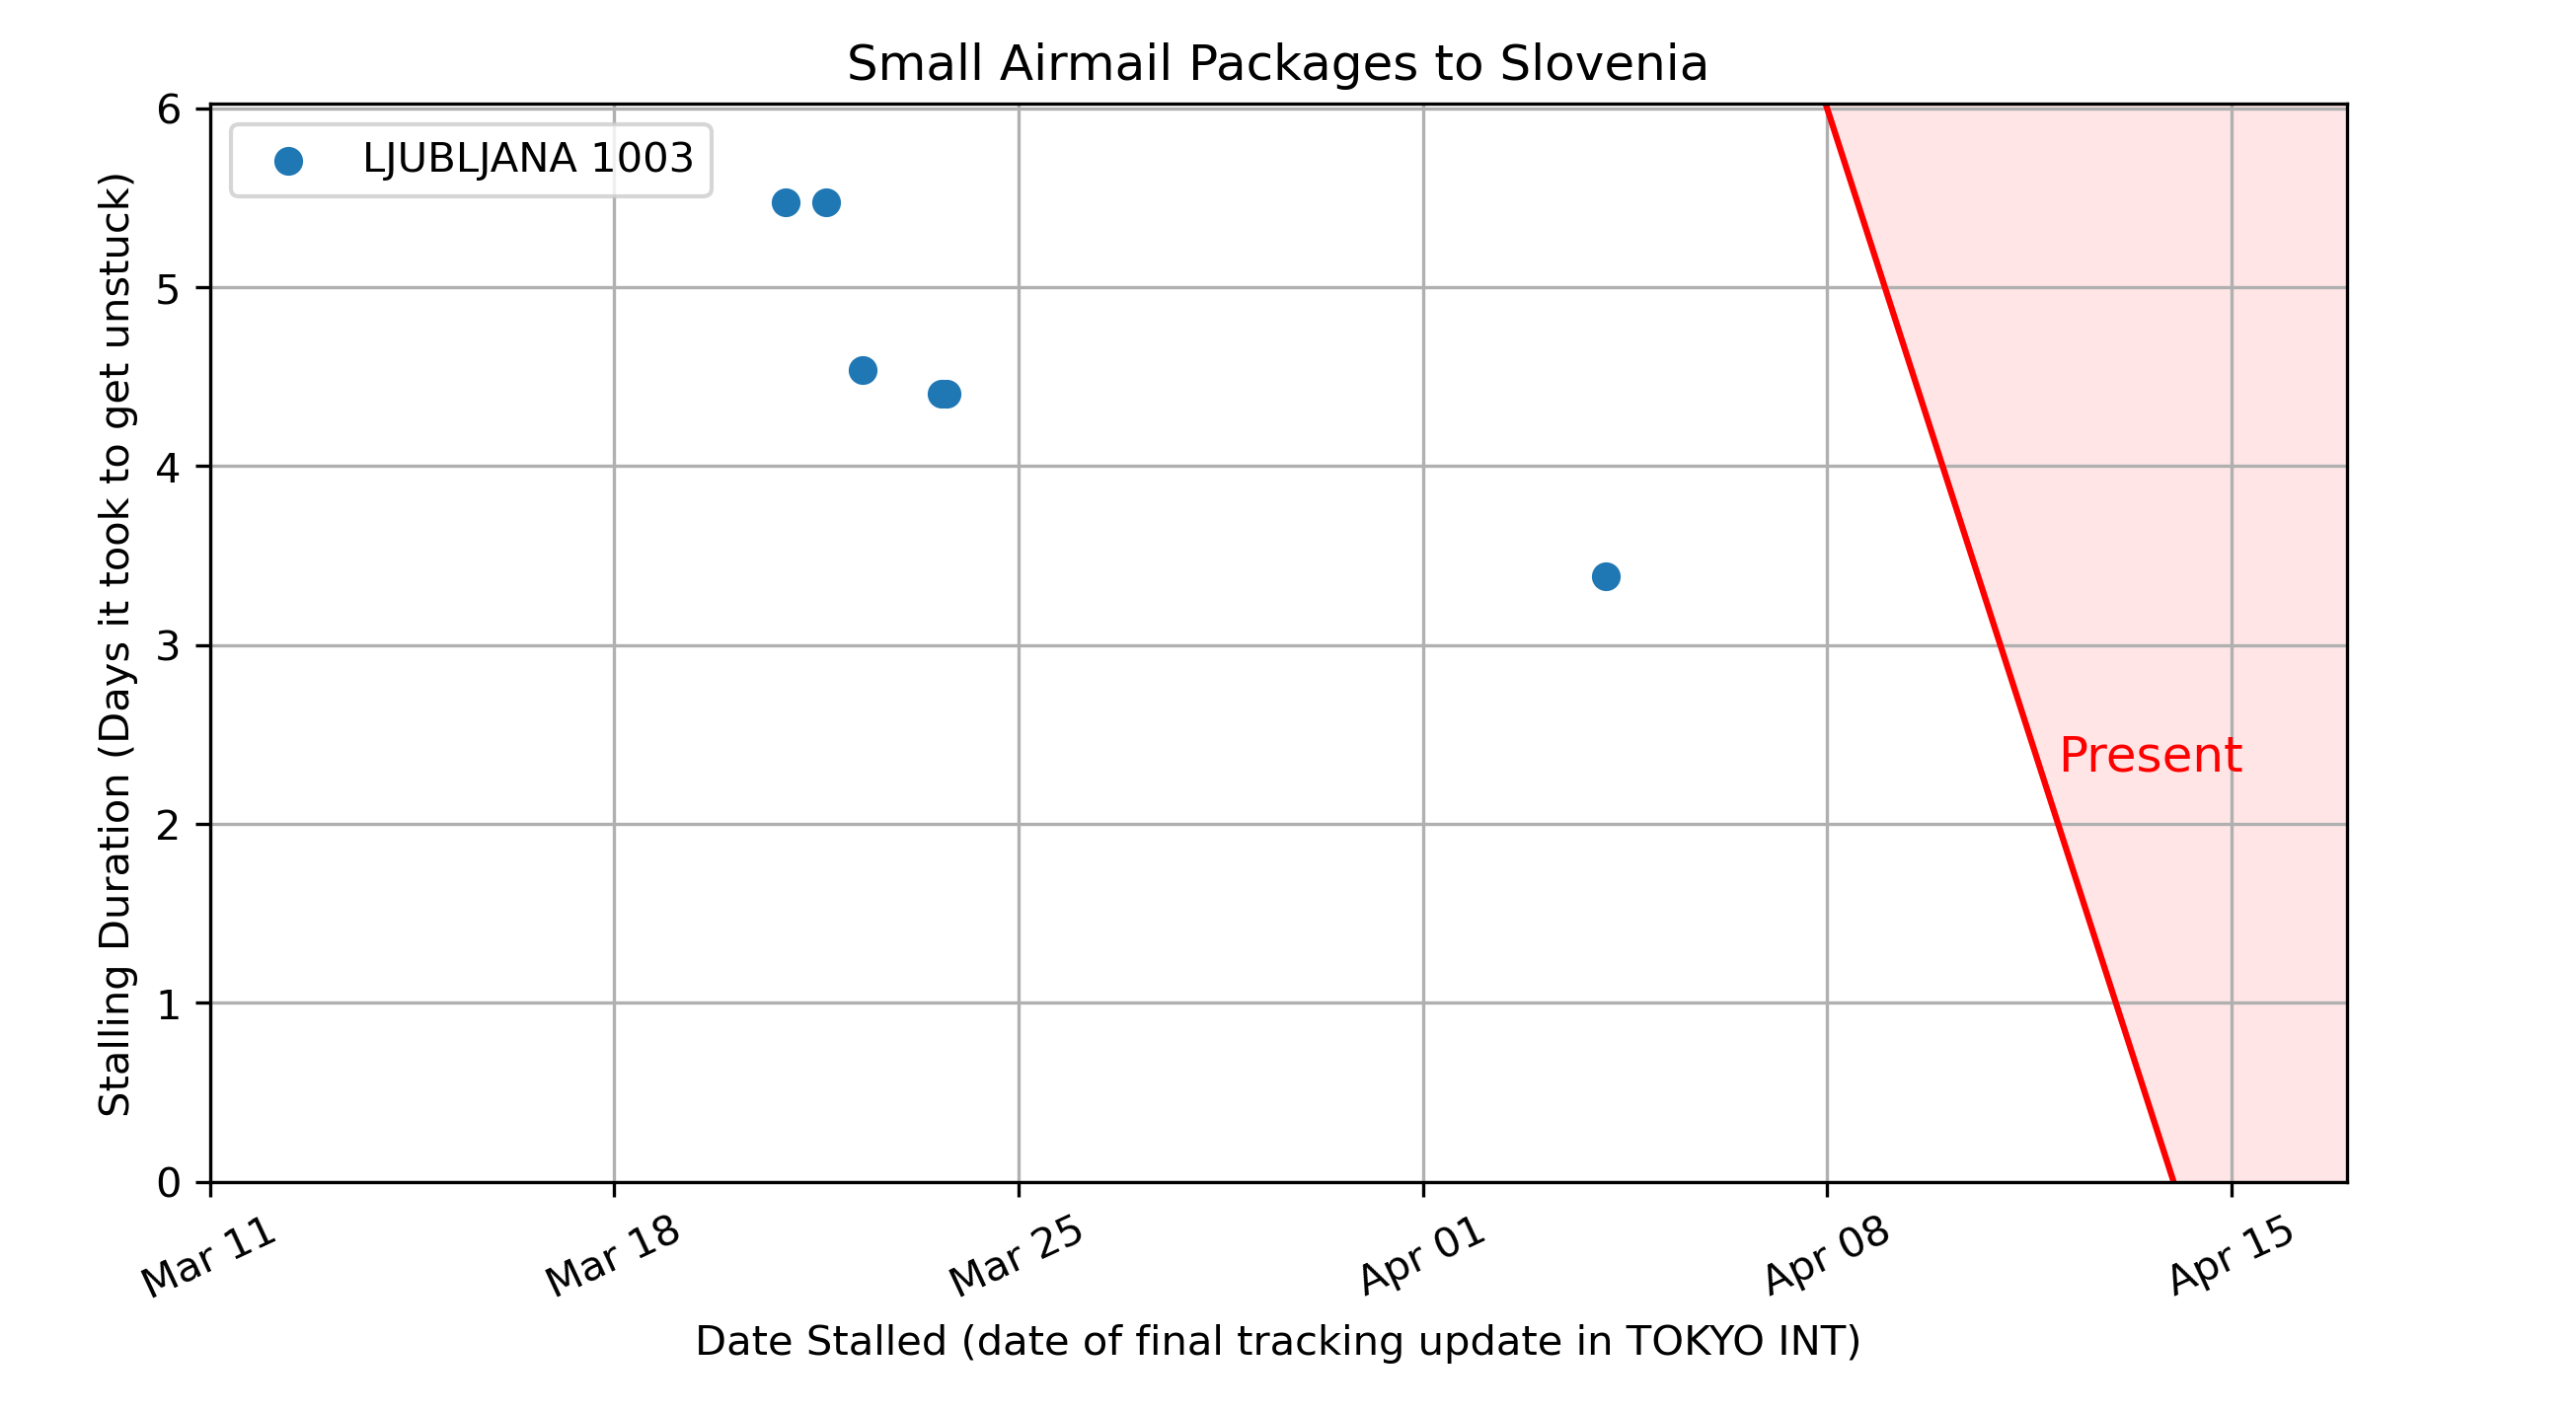 Small Airmail Packages to Slovenia
LJUBLJANA 1003
Stalling Duration (Days it took to get unstuck)
6
5
4
3
2
1
0
Present
Mar 11
Mar 18
Mar 25
Apr 01
Apr 08
Apr 15
Date Stalled (date of final tracking update in TOKYO INT)